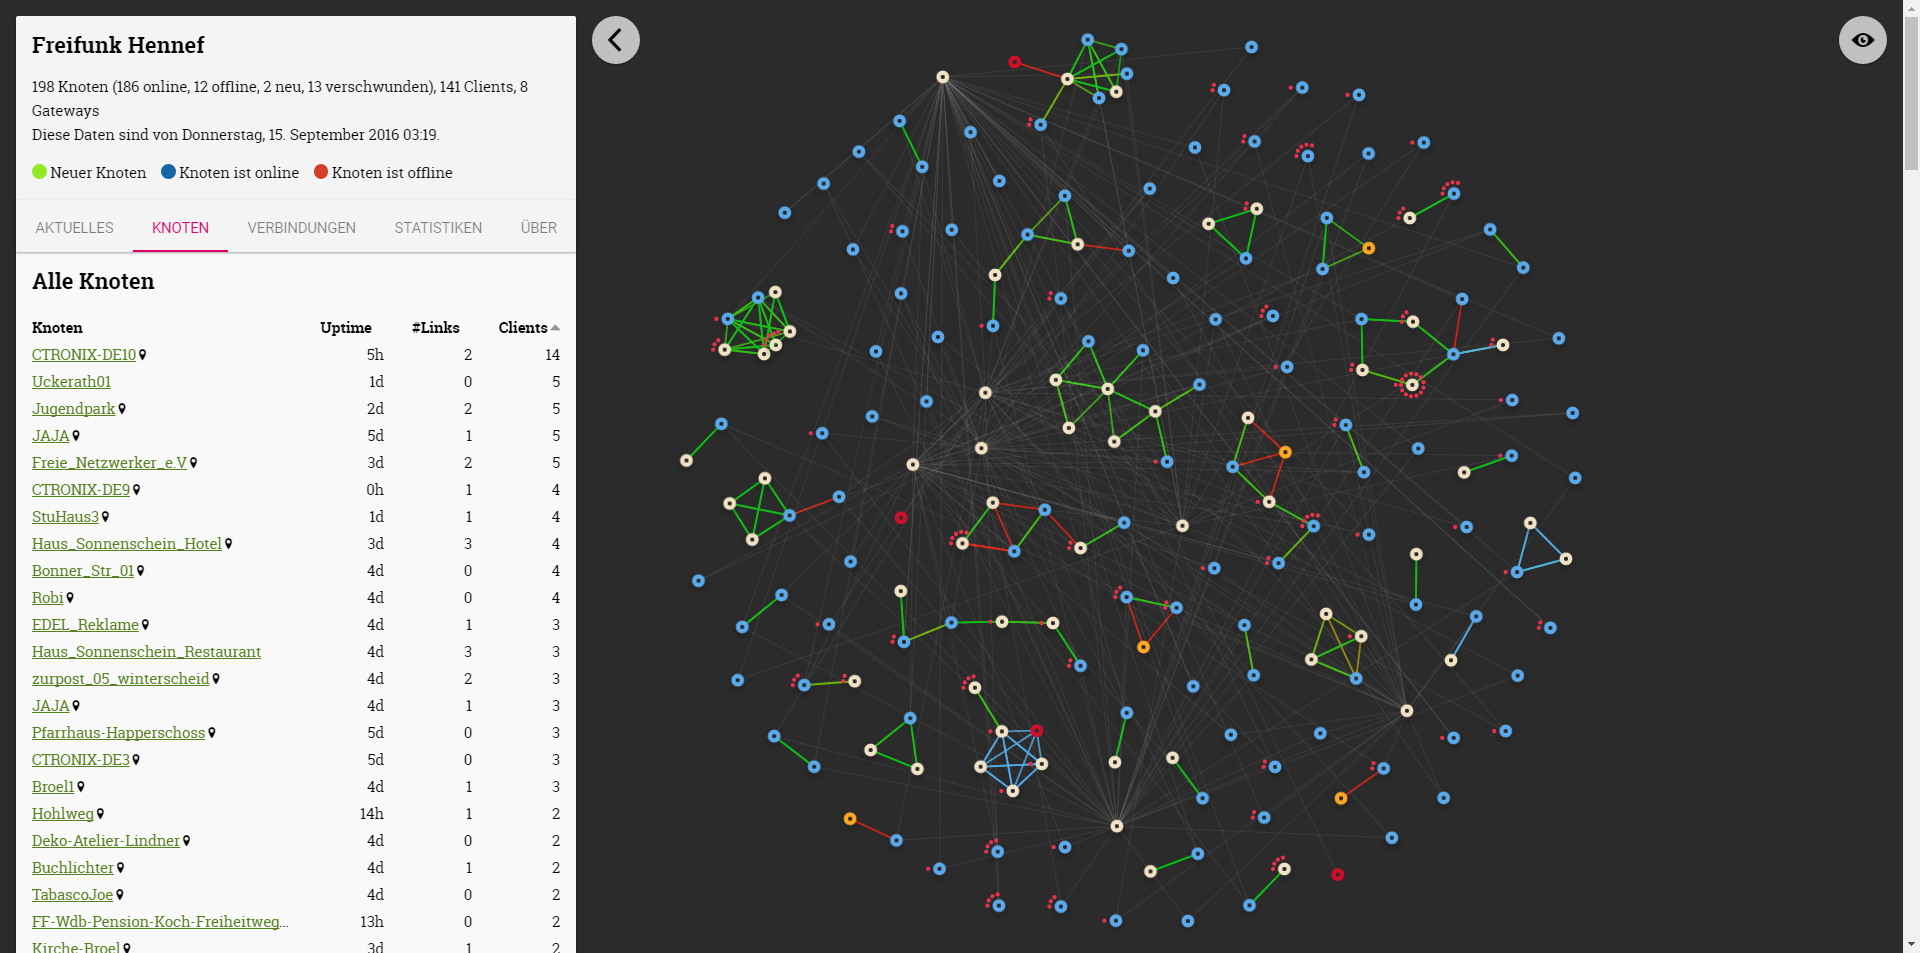 Freifunk Hennef
198 Knoten (186 online, 12 offline, 2 neu, 13 verschwunden), 141 Clients, 8
Gateways
Diese Daten sind von Donnerstag, 15. September 2016 03:19.
Neuer Knoten Knoten ist online Knoten ist offline
AKTUELLES KNOTEN VERBINDUNGEN STATISTIKEN ÜBER
Alle Knoten
Knoten Uptime #Links Clients
CTRONIX-DE10 5h 2 14
Uckerath01 1d 0 5
Jugendpark 2d 2 5
JAJA 5d 1 5
Freie_Netzwerker_e.V 3d 2 5
CTRONIX-DE9 0h 1 4
StuHaus3 1d 1 4
Haus_Sonnenschein_Hotel 3d 3 4
Bonner_Str_01 4d 0 4
Robi 4d 0 4
EDEL_Reklame 4d 1 3
Haus_Sonnenschein_Restaurant 4d 3 3
zurpost_05_winterscheid 4d 2 3
JAJA 4d 1 3
Pfarrhaus-Happerschoss 5d 0 3
CTRONIX-DE3 5d 0 3
Broel1 4d 1 3
Hohlweg 14h 1 2
Deko-Atelier-Lindner 4d 0 2
Buchlichter 4d 1 2
TabascoJoe 4d 0 2
FF-Wdb-Pension-Koch-Freiheitweg... 13h 0 2
Kirche-Broel 3d 1 2